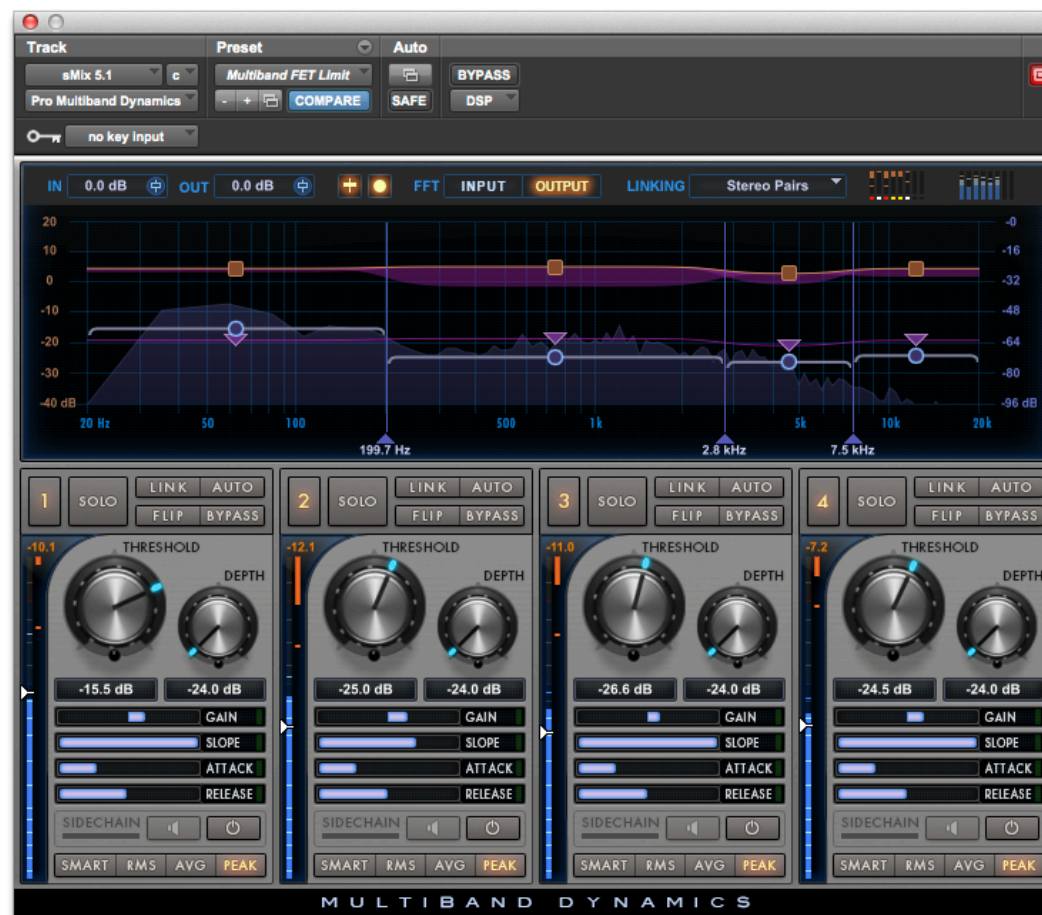 Track Preset Auto
sMix 5.1 c Multiband FET Limit BYPASS
Pro Multiband Dynamics - + COMPARE SAFE DSP
no key input
IN 0.0 dB OUT 0.0 dB FFT INPUT OUTPUT LINKING Stereo Pairs
20 -0
10 -16
0 -32
-10 -48
-20 -64
-30 -80
-40 dB -96 dB
20 Hz 50 100 500 1k 5k 10k 20k
199.7 Hz 2.8 kHz 7.5 kHz
1 SOLO LINK AUTO 2 SOLO LINK AUTO 3 SOLO LINK AUTO 4 SOLO LINK AUTO
FLIP BYPASS FLIP BYPASS FLIP BYPASS FLIP BYPASS
-10.1 THRESHOLD -12.1 THRESHOLD -11.0 THRESHOLD -7.2 THRESHOLD
DEPTH DEPTH DEPTH DEPTH
-15.5 dB -24.0 dB -25.0 dB -24.0 dB -26.6 dB -24.0 dB -24.5 dB -24.0 dB
GAIN GAIN GAIN GAIN
SLOPE SLOPE SLOPE SLOPE
ATTACK ATTACK ATTACK ATTACK
RELEASE RELEASE RELEASE RELEASE
SIDECHAIN SIDECHAIN SIDECHAIN SIDECHAIN
SMART RMS AVG PEAK SMART RMS AVG PEAK SMART RMS AVG PEAK SMART RMS AVG PEAK
MULTIBAND DYNAMICS